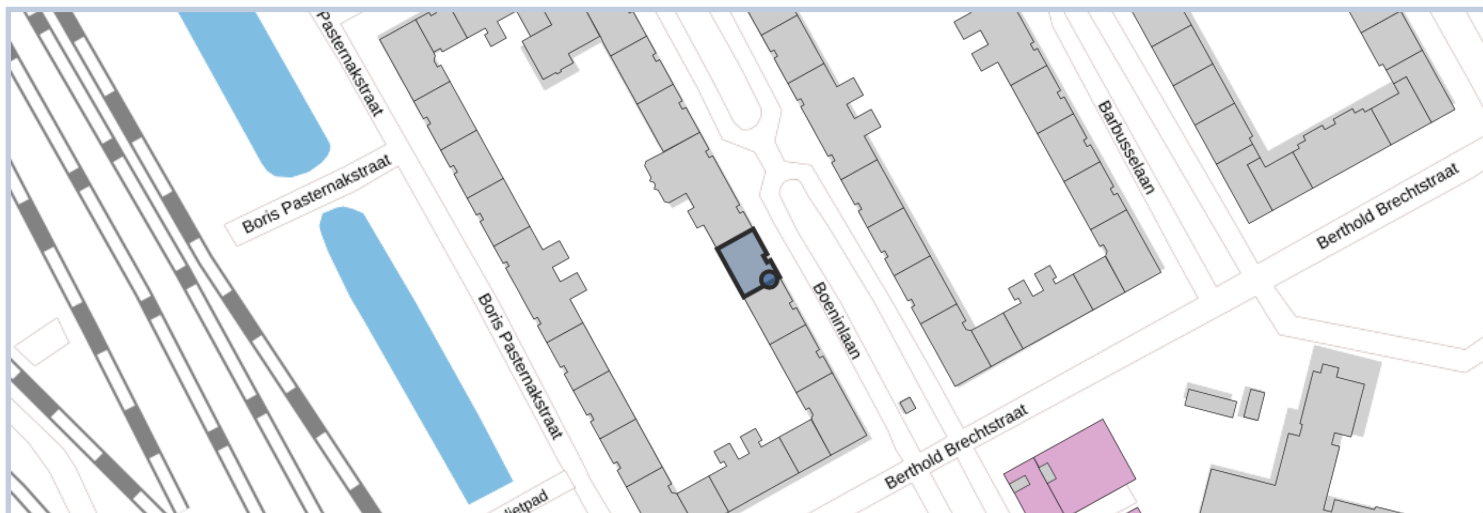 Pasternakstraat
Boris Pasternakstraat
Barbusselaan
Berthold Brechtstraat
Boris Pasternakstraat
Boeninlaan
Berthold Brechtstraat